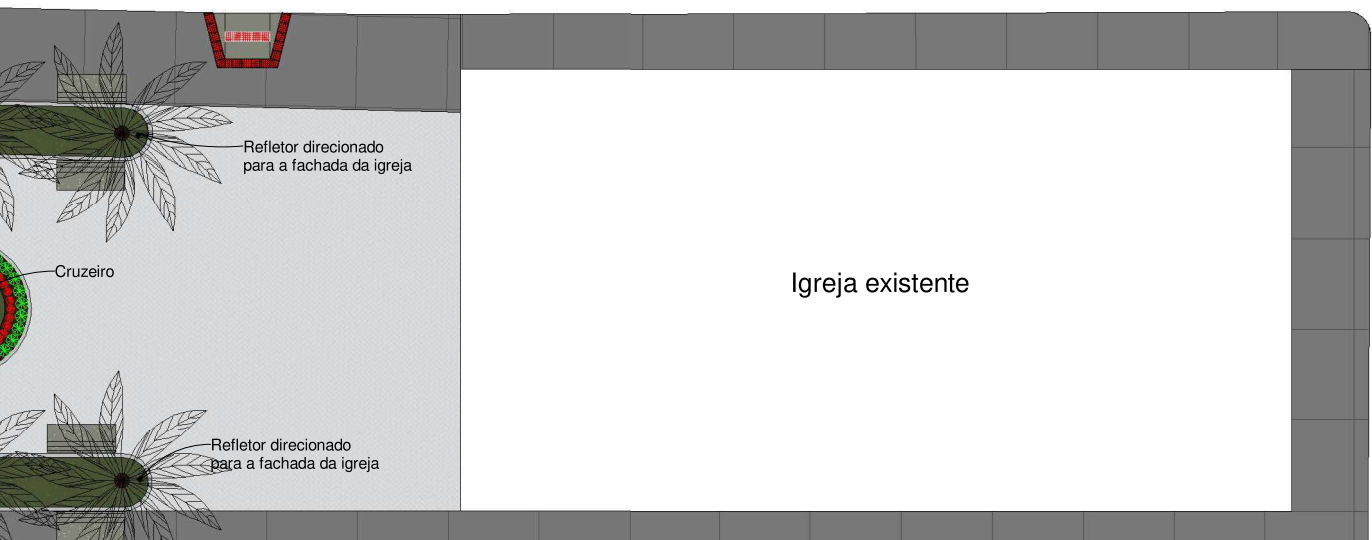 Refletor direcionado
para a fachada da igreja
Cruzeiro
Igreja existente
Refletor direcionado
para a fachada da igreja